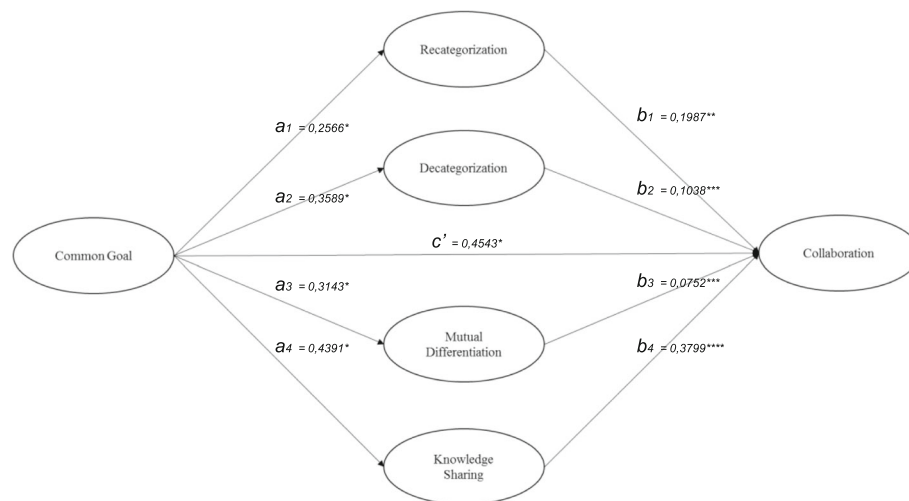 Recategorization
a1 = 0,2566*
b1 = 0,1987**
Decategorization
a2 = 0,3589*
b2 = 0,1038***
Common Goal
c’ = 0,4543*
Collaboration
a3 = 0,3143*
b3 = 0,0752***
Mutual
Differentiation
a4 = 0,4391*
b4 = 0,3799****
Knowledge
Sharing